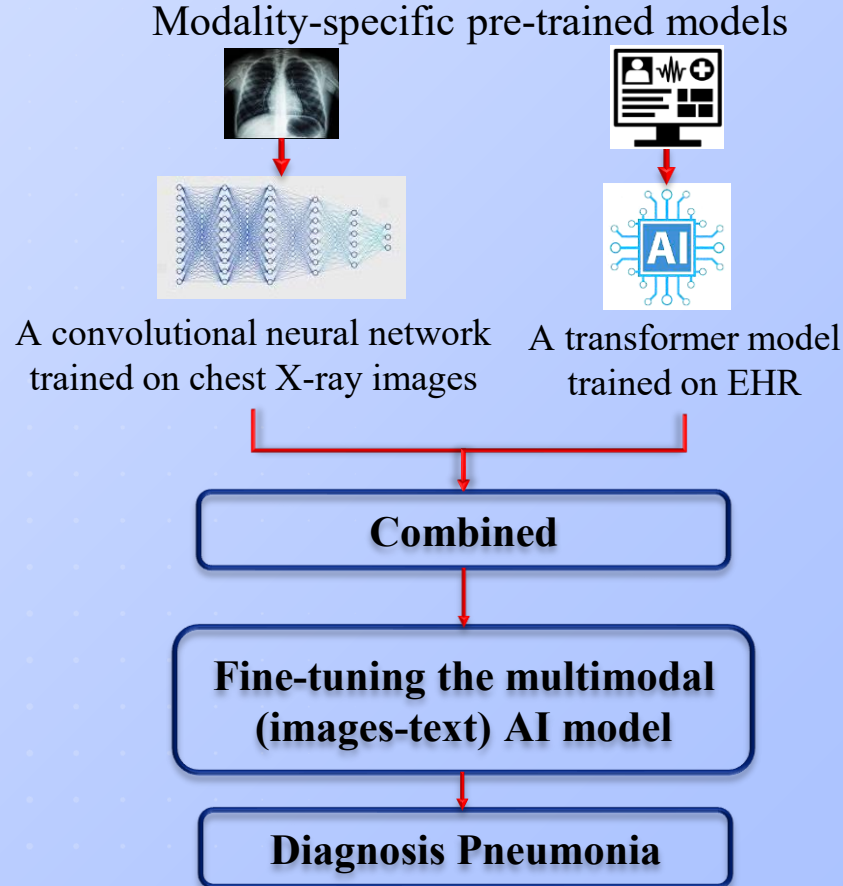 Modality-specific pre-trained models
AI
A convolutional neural network
trained on chest X-ray images
A transformer model
trained on EHR
Combined
Fine-tuning the multimodal
(images-text) AI model
Diagnosis Pneumonia